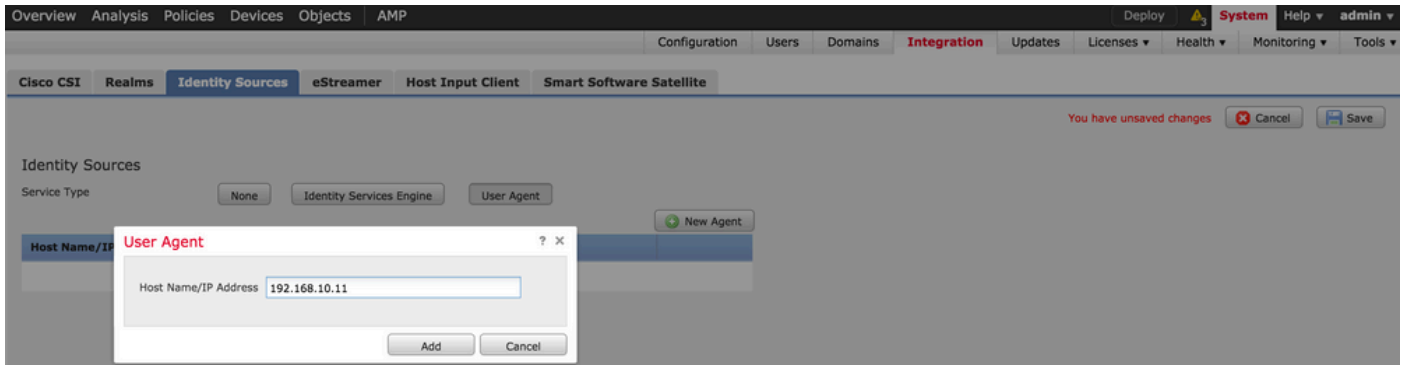 Overview Analysis Policies Devices Objects AMP Deploy 3 System Help admin
Configuration Users Domains Integration Updates Licenses Health Monitoring Tools
Cisco CSI Realms Identity Sources eStreamer Host Input Client Smart Software Satellite
You have unsaved changes Cancel Save
Identity Sources
Service Type None Identity Services Engine User Agent
New Agent
Host Name/IP
User Agent ? ×
Host Name/IP Address 192.168.10.11
Add Cancel